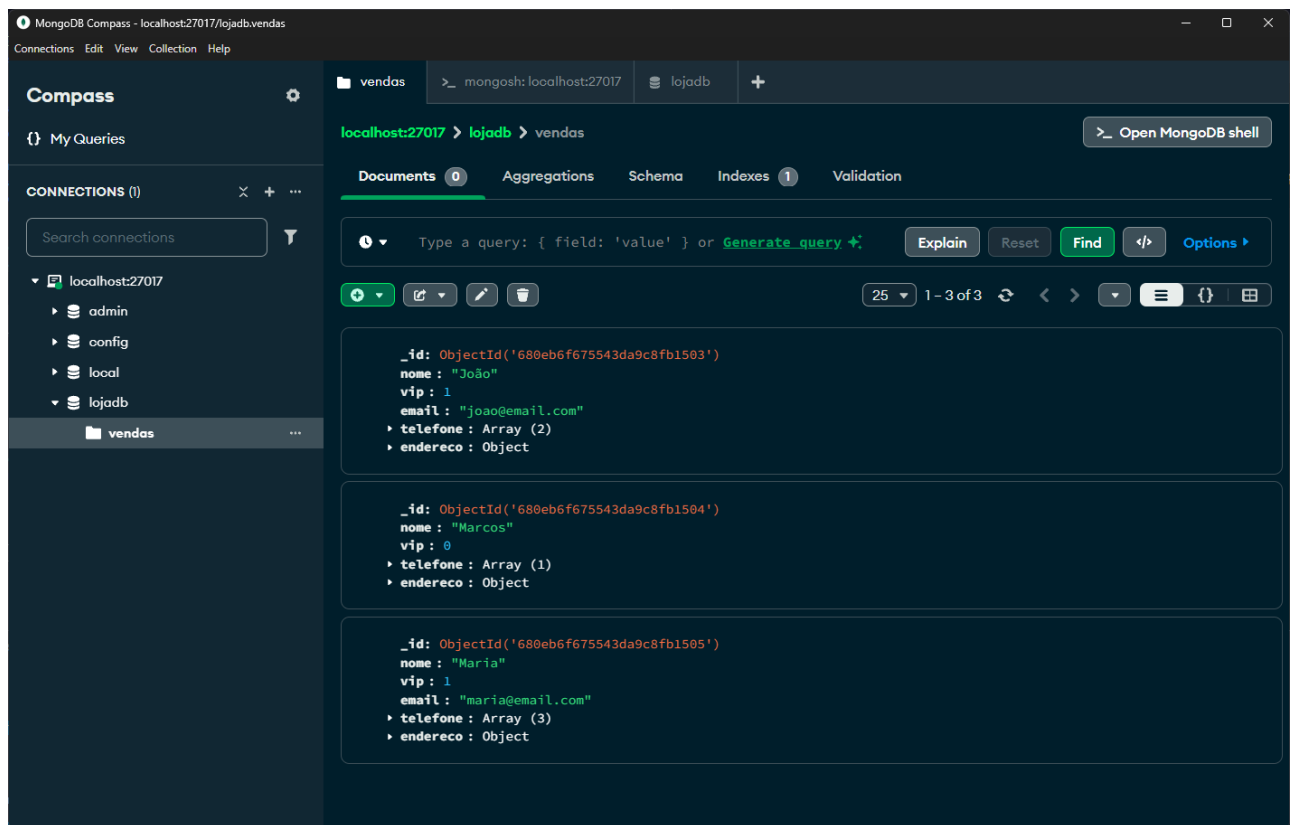 MongoDB Compass - localhost:27017/lojadb.vendas
Connections Edit View Collection Help
Compass
{} My Queries
CONNECTIONS (1)
Search connections
localhost:27017
admin
config
local
lojadb
vendas
vendas >_ mongosh: localhost:27017 lojadb +
localhost:27017 > lojadb > vendas
>_ Open MongoDB shell
Documents 0 Aggregations Schema Indexes 1 Validation
Type a query: { field: 'value' } or Generate query Explain Reset Find </> Options
25 1 – 3 of 3 {}
_id: ObjectId('680eb6f675543da9c8fb1503')
nome : "João"
vip : 1
email : "joao@email.com"
telefone : Array (2)
endereco : Object
_id: ObjectId('680eb6f675543da9c8fb1504')
nome : "Marcos"
vip : 0
telefone : Array (1)
endereco : Object
_id: ObjectId('680eb6f675543da9c8fb1505')
nome : "Maria"
vip : 1
email : "maria@email.com"
telefone : Array (3)
endereco : Object